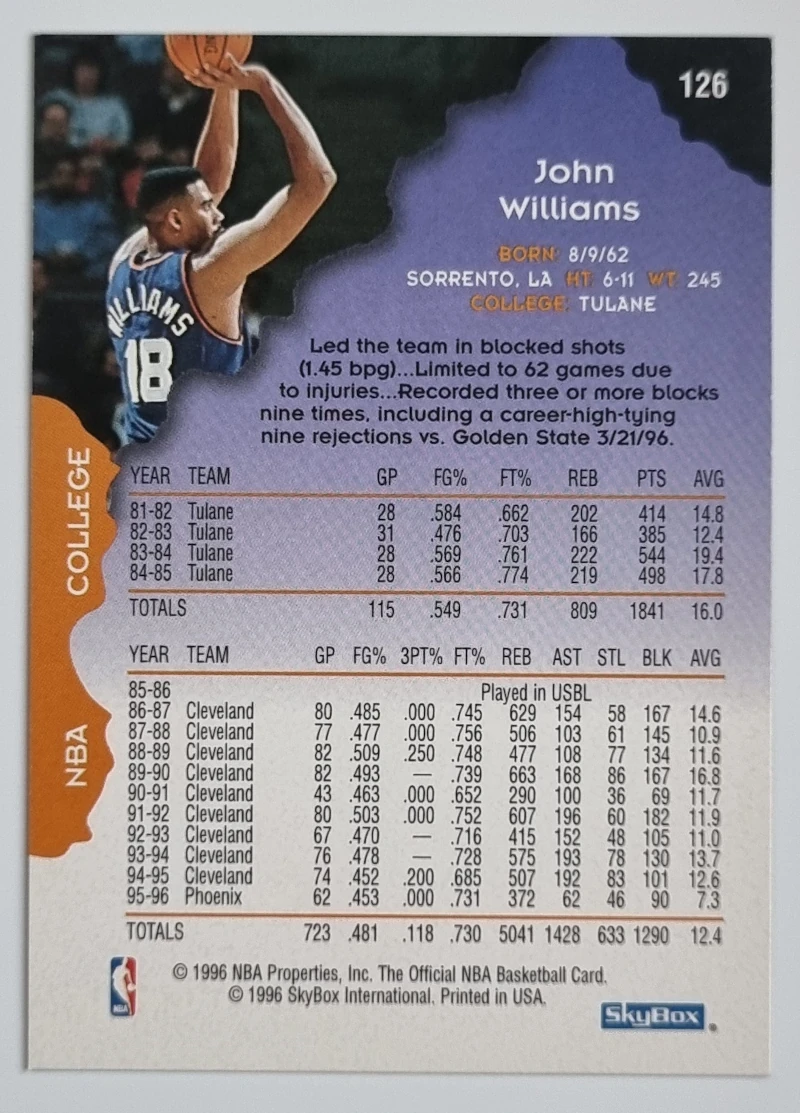 126
John
Williams
BORN 8/9/62
SORRENTO, LA HT 6-11 WT 245
COLLEGE TULANE
WILLIAMS
18
Led the team in blocked shots
(1.45 bpg)...Limited to 62 games due
to injuries...Recorded three or more blocks
nine times, including a career-high-tying
nine rejections vs. Golden State 3/21/96.
COLLEGE
YEAR TEAM GP FG% FT% REB PTS AVG
81-82 Tulane 28 .584 .662 202 414 14.8
82-83 Tulane 31 .476 .703 166 385 12.4
83-84 Tulane 28 .569 .761 222 544 19.4
84-85 Tulane 28 .566 .774 219 498 17.8
TOTALS 115 .549 .731 809 1841 16.0
NBA
YEAR TEAM GP FG% 3PT% FT% REB AST STL BLK AVG
85-86 Played in USBL
86-87 Cleveland 80 .485 .000 .745 629 154 58 167 14.6
87-88 Cleveland 77 .477 .000 .756 506 103 61 145 10.9
88-89 Cleveland 82 .509 .250 .748 477 108 77 134 11.6
89-90 Cleveland 82 .493 — .739 663 168 86 167 16.8
90-91 Cleveland 43 .463 .000 .652 290 100 36 69 11.7
91-92 Cleveland 80 .503 .000 .752 607 196 60 182 11.9
92-93 Cleveland 67 .470 — .716 415 152 48 105 11.0
93-94 Cleveland 76 .478 — .728 575 193 78 130 13.7
94-95 Cleveland 74 .452 .200 .685 507 192 83 101 12.6
95-96 Phoenix 62 .453 .000 .731 372 62 46 90 7.3
TOTALS 723 .481 .118 .730 5041 1428 633 1290 12.4
NBA
© 1996 NBA Properties, Inc. The Official NBA Basketball Card.
© 1996 SkyBox International. Printed in USA.
SkyBox